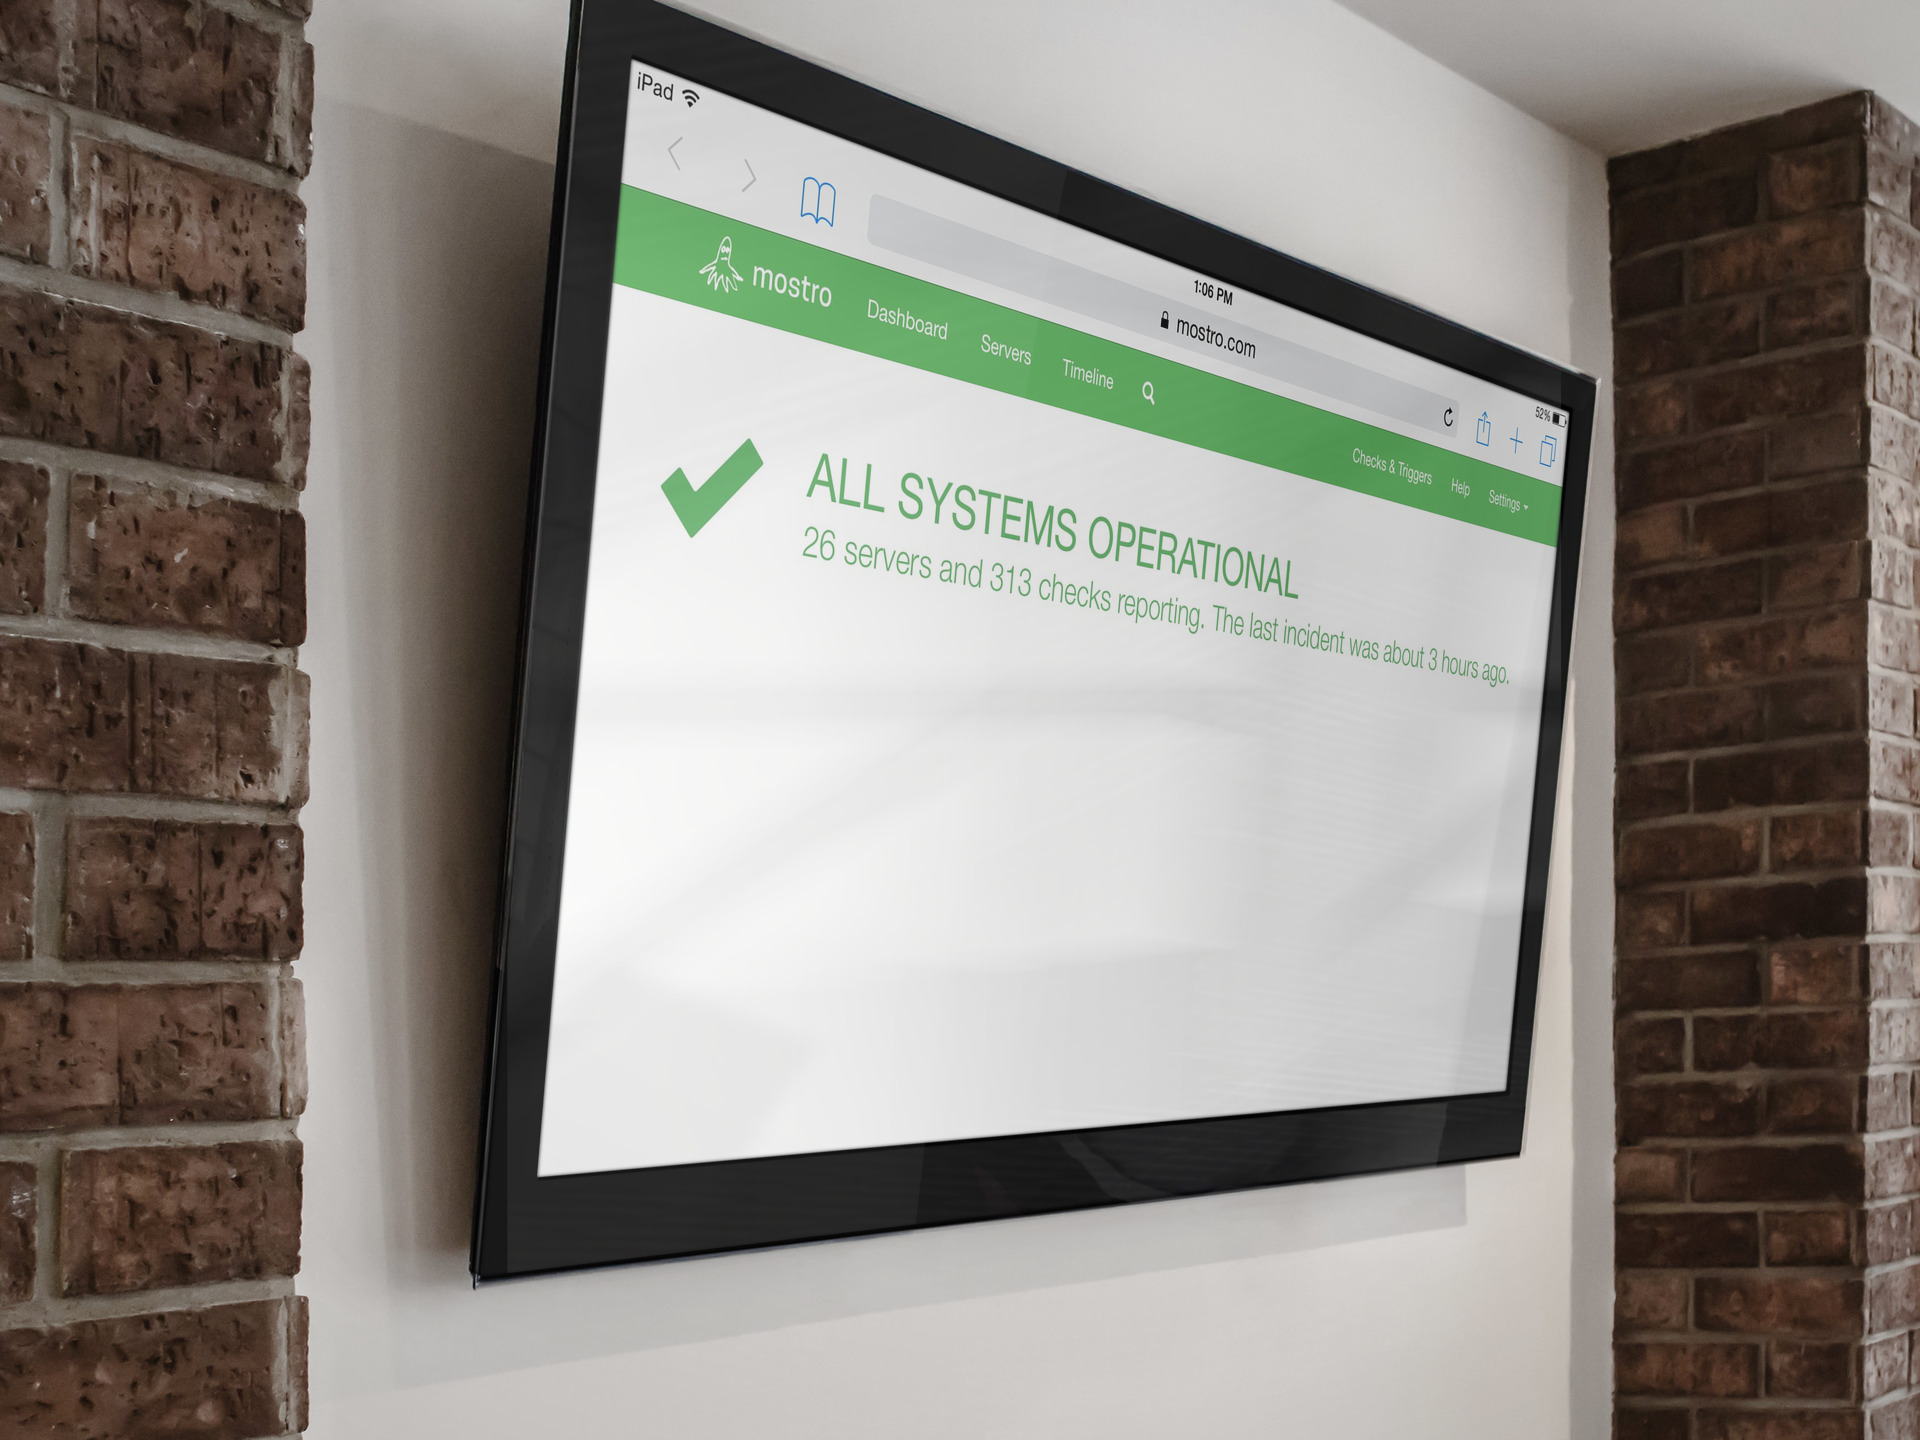 iPad
1:06 PM
52%
mostro.com
mostro Dashboard Servers Timeline Checks & Triggers Help Settings
ALL SYSTEMS OPERATIONAL
26 servers and 313 checks reporting. The last incident was about 3 hours ago.